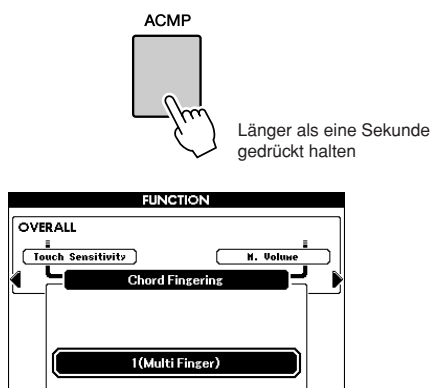 ACMP
Länger als eine Sekunde
gedrückt halten
FUNCTION
OVERALL
Touch Sensitivity
M. Volume
Chord Fingering
1(Multi Finger)